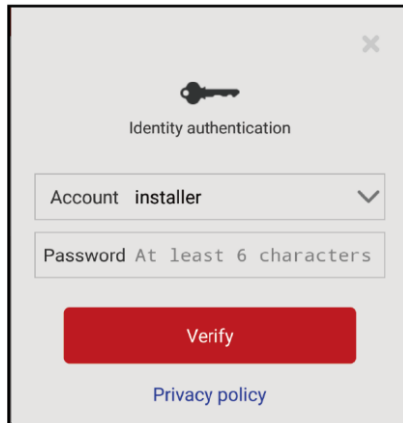 Identity authentication
Account installer
Password At least 6 characters
Verify
Privacy policy